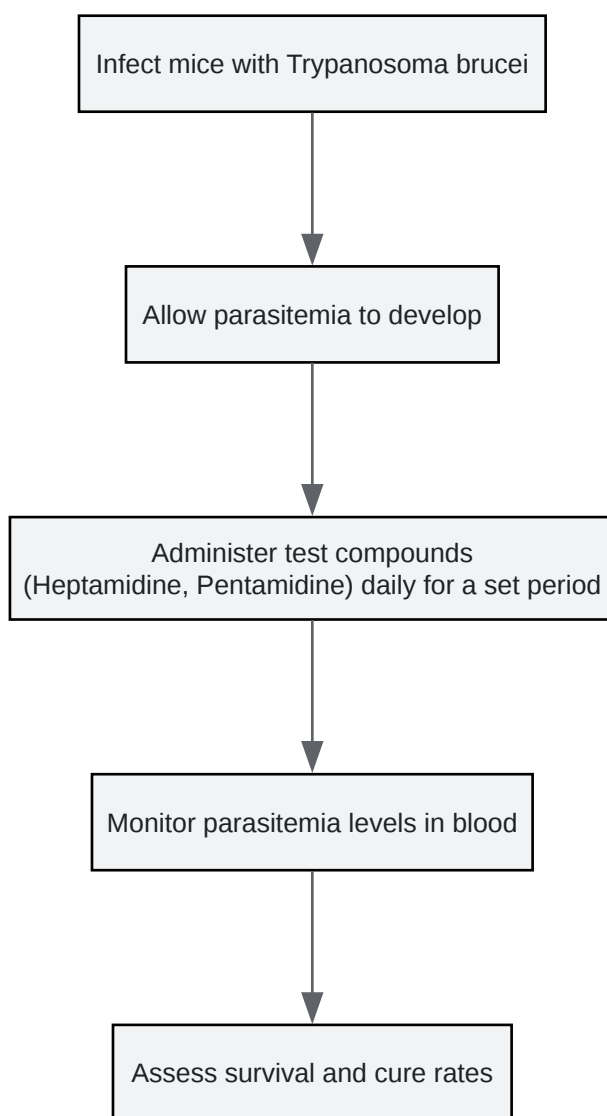 Infect mice with Trypanosoma brucei
Allow parasitemia to develop
Administer test compounds
(Heptamidine, Pentamidine) daily for a set period
Monitor parasitemia levels in blood
Assess survival and cure rates